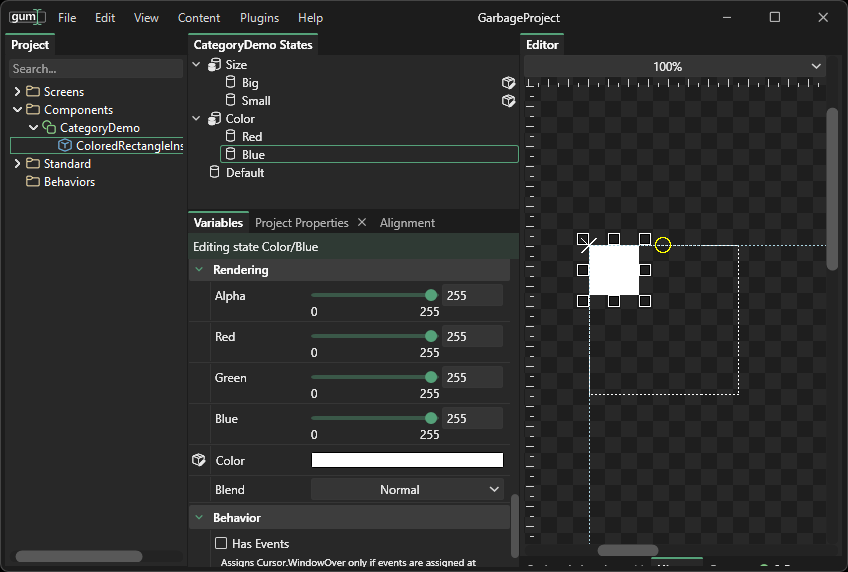 gum File Edit View Content Plugins Help GarbageProject
Project
Search...
Screens
Components
CategoryDemo
ColoredRectangleIns
Standard
Behaviors
CategoryDemo States
Size
Big
Small
Color
Red
Blue
Default
Variables Project Properties Alignment
Editing state Color/Blue
Rendering
Alpha 255
0 255
Red 255
0 255
Green 255
0 255
Blue 255
0 255
Color
Blend Normal
Behavior
Has Events
Assigns Cursor.WindowOver only if events are assigned at
Editor
100%